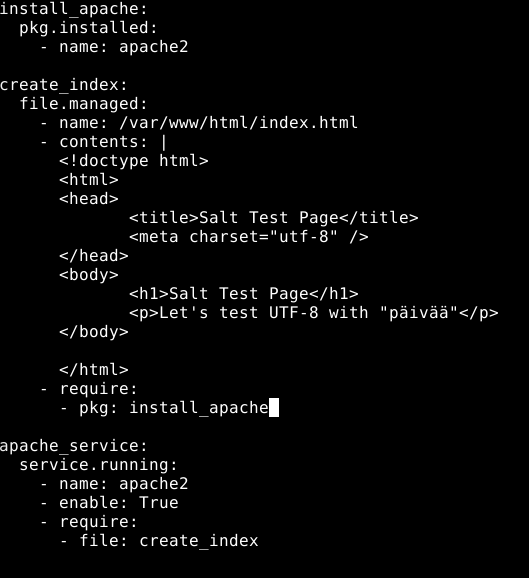 install_apache:
  pkg.installed:
    - name: apache2

create_index:
  file.managed:
    - name: /var/www/html/index.html
    - contents: |
      <!doctype html>
      <html>
      <head>
             <title>Salt Test Page</title>
             <meta charset="utf-8" />
      </head>
      <body>
             <h1>Salt Test Page</h1>
             <p>Let's test UTF-8 with "päivää"</p>
      </body>

      </html>
    - require:
      - pkg: install_apache

apache_service:
  service.running:
    - name: apache2
    - enable: True
    - require:
      - file: create_index